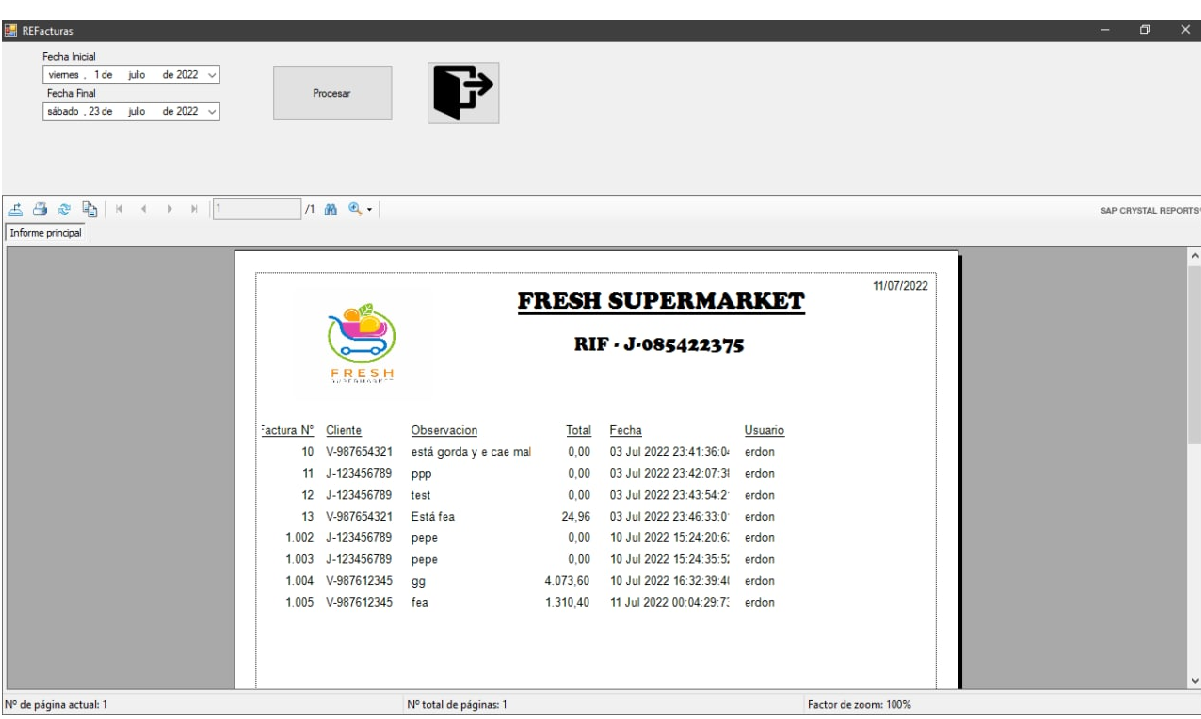 REFacturas
Fecha Inicial
viernes , 1 de julio de 2022
Fecha Final
sábado , 23 de julio de 2022
Procesar
1 /1
SAP CRYSTAL REPORTS®
Informe principal
11/07/2022
FRESH SUPERMARKET
RIF - J-085422375
FRESH
SUPERMARKET
Factura Nº Cliente Observacion Total Fecha Usuario
10 V-987654321 está gorda y e cae mal 0,00 03 Jul 2022 23:41:36:0 erdon
11 J-123456789 ppp 0,00 03 Jul 2022 23:42:07:3 erdon
12 J-123456789 test 0,00 03 Jul 2022 23:43:54:2 erdon
13 V-987654321 Está fea 24,96 03 Jul 2022 23:46:33:0 erdon
1.002 J-123456789 pepe 0,00 10 Jul 2022 15:24:20:6 erdon
1.003 J-123456789 pepe 0,00 10 Jul 2022 15:24:35:5 erdon
1.004 V-987612345 gg 4.073,60 10 Jul 2022 16:32:39:4 erdon
1.005 V-987612345 fea 1.310,40 11 Jul 2022 00:04:29:7 erdon
Nº de página actual: 1 Nº total de páginas: 1 Factor de zoom: 100%